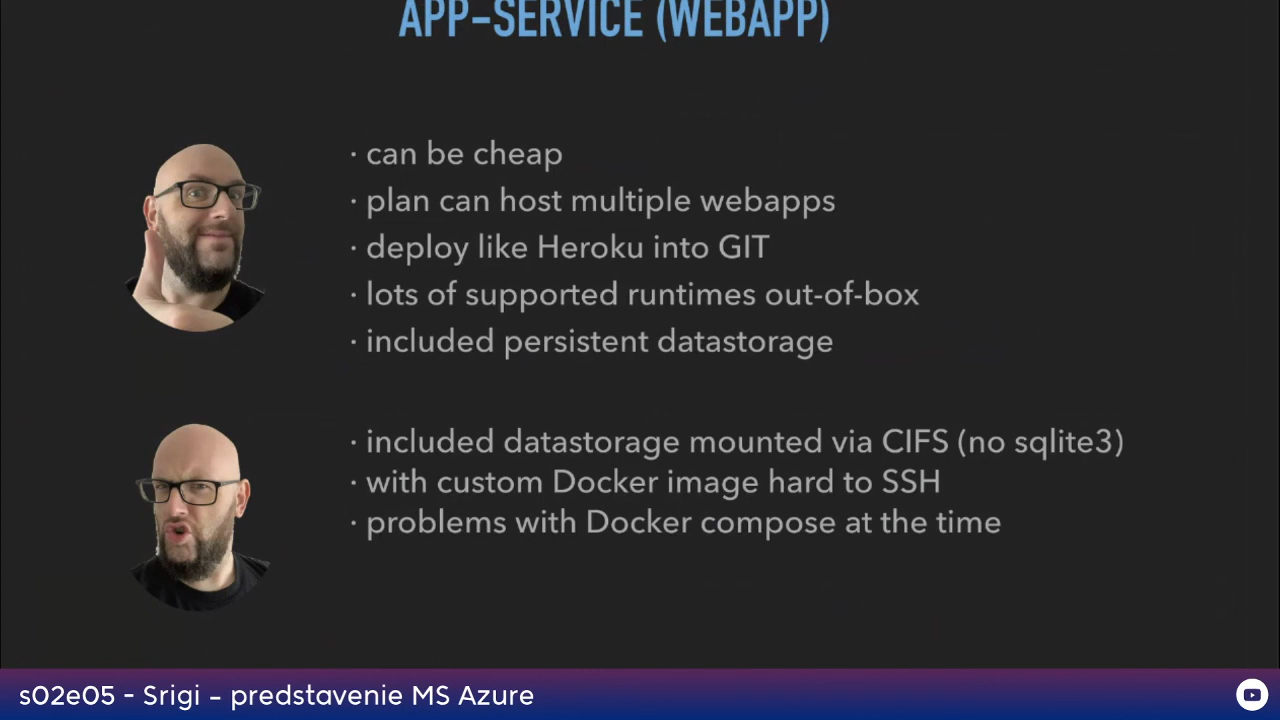 APP-SERVICE (WEBAPP)
· can be cheap
· plan can host multiple webapps
· deploy like Heroku into GIT
· lots of supported runtimes out-of-box
· included persistent datastorage
· included datastorage mounted via CIFS (no sqlite3)
· with custom Docker image hard to SSH
· problems with Docker compose at the time
s02e05 - Srigi - predstavenie MS Azure